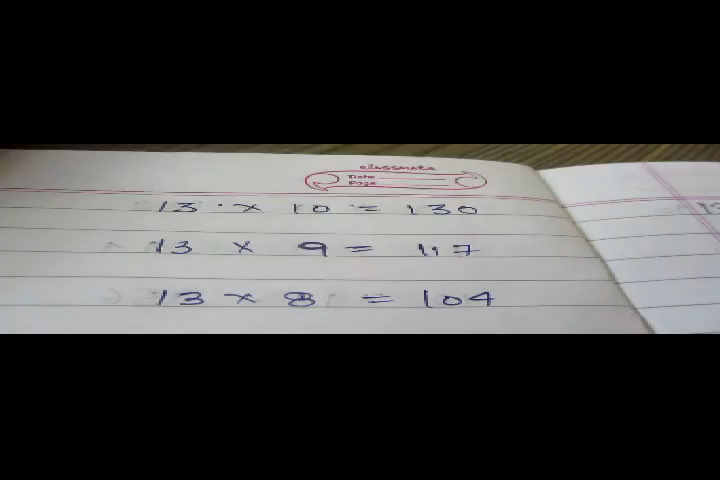 classmate
Date
Page
13 × 10 = 130
13 × 9 = 117
13 × 8 = 104